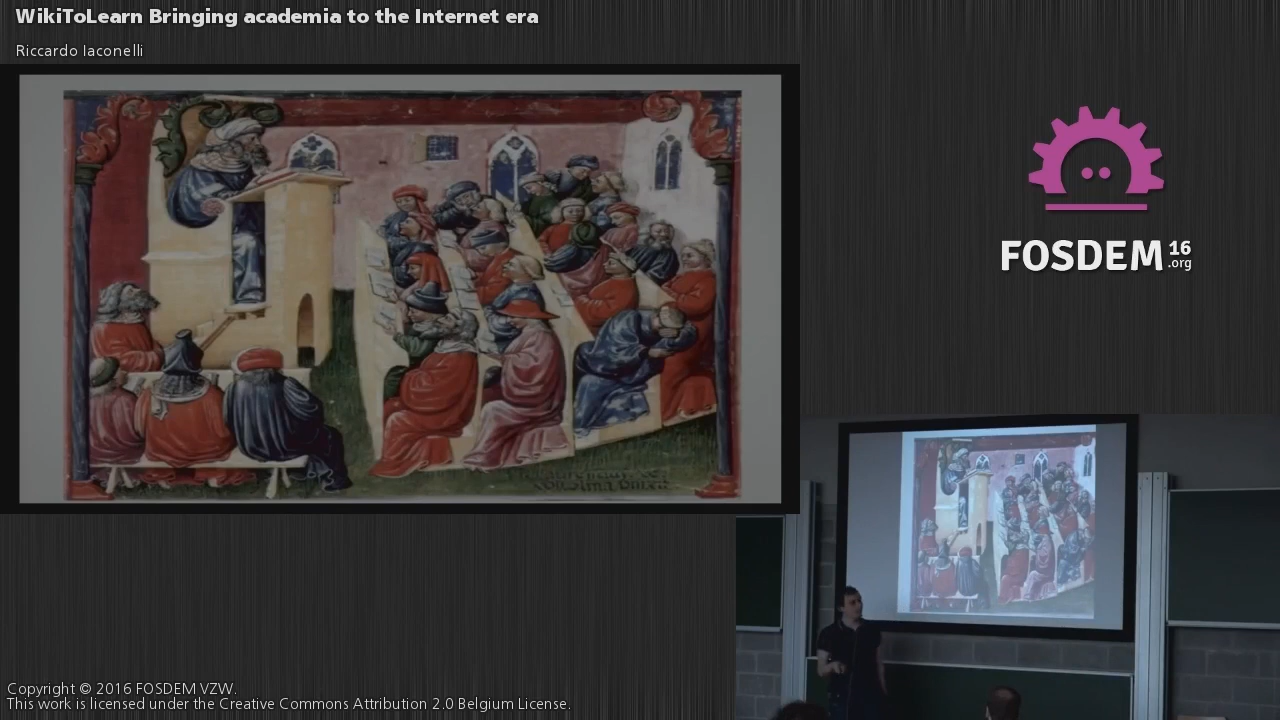 WikiToLearn Bringing academia to the Internet era
Riccardo Iaconelli
FOSDEM 16
.org
Copyright © 2016 FOSDEM VZW.
This work is licensed under the Creative Commons Attribution 2.0 Belgium License.